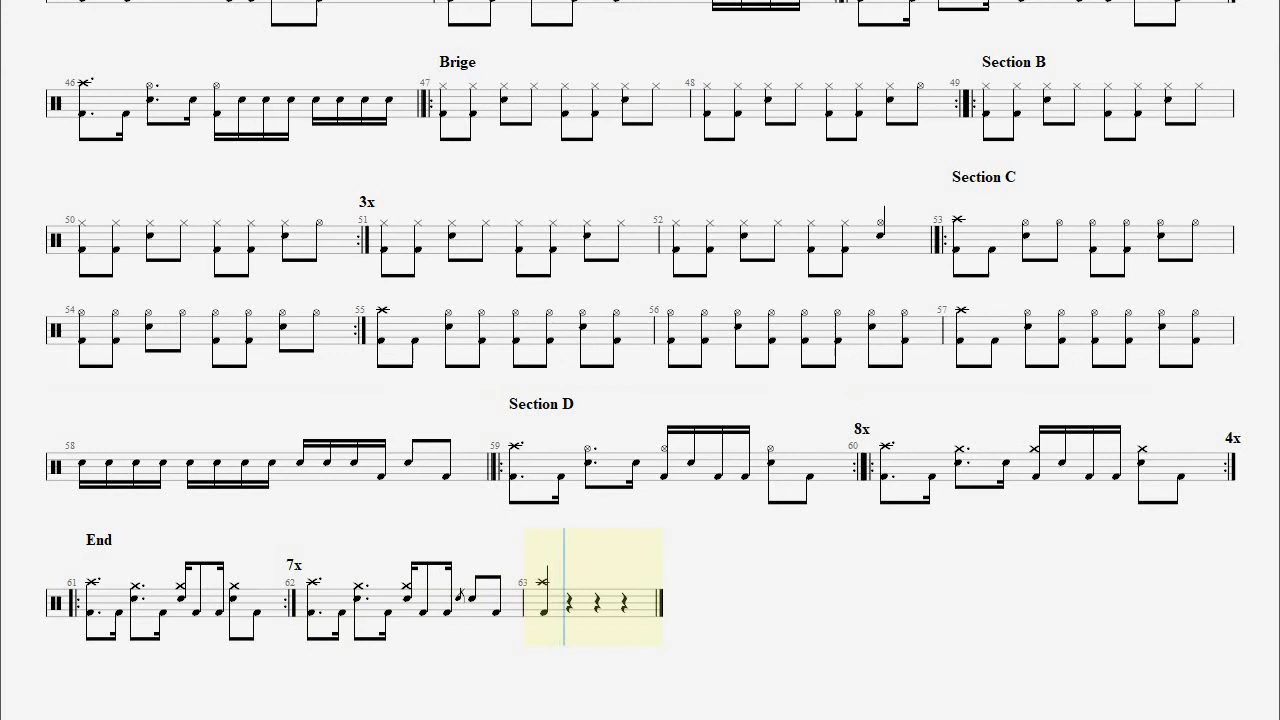 Brige
Section B
46 47 48 49
Section C
3x
50 51 52 53
54 55 56 57
Section D
8x
4x
58 59 60
End
7x
61 62 63